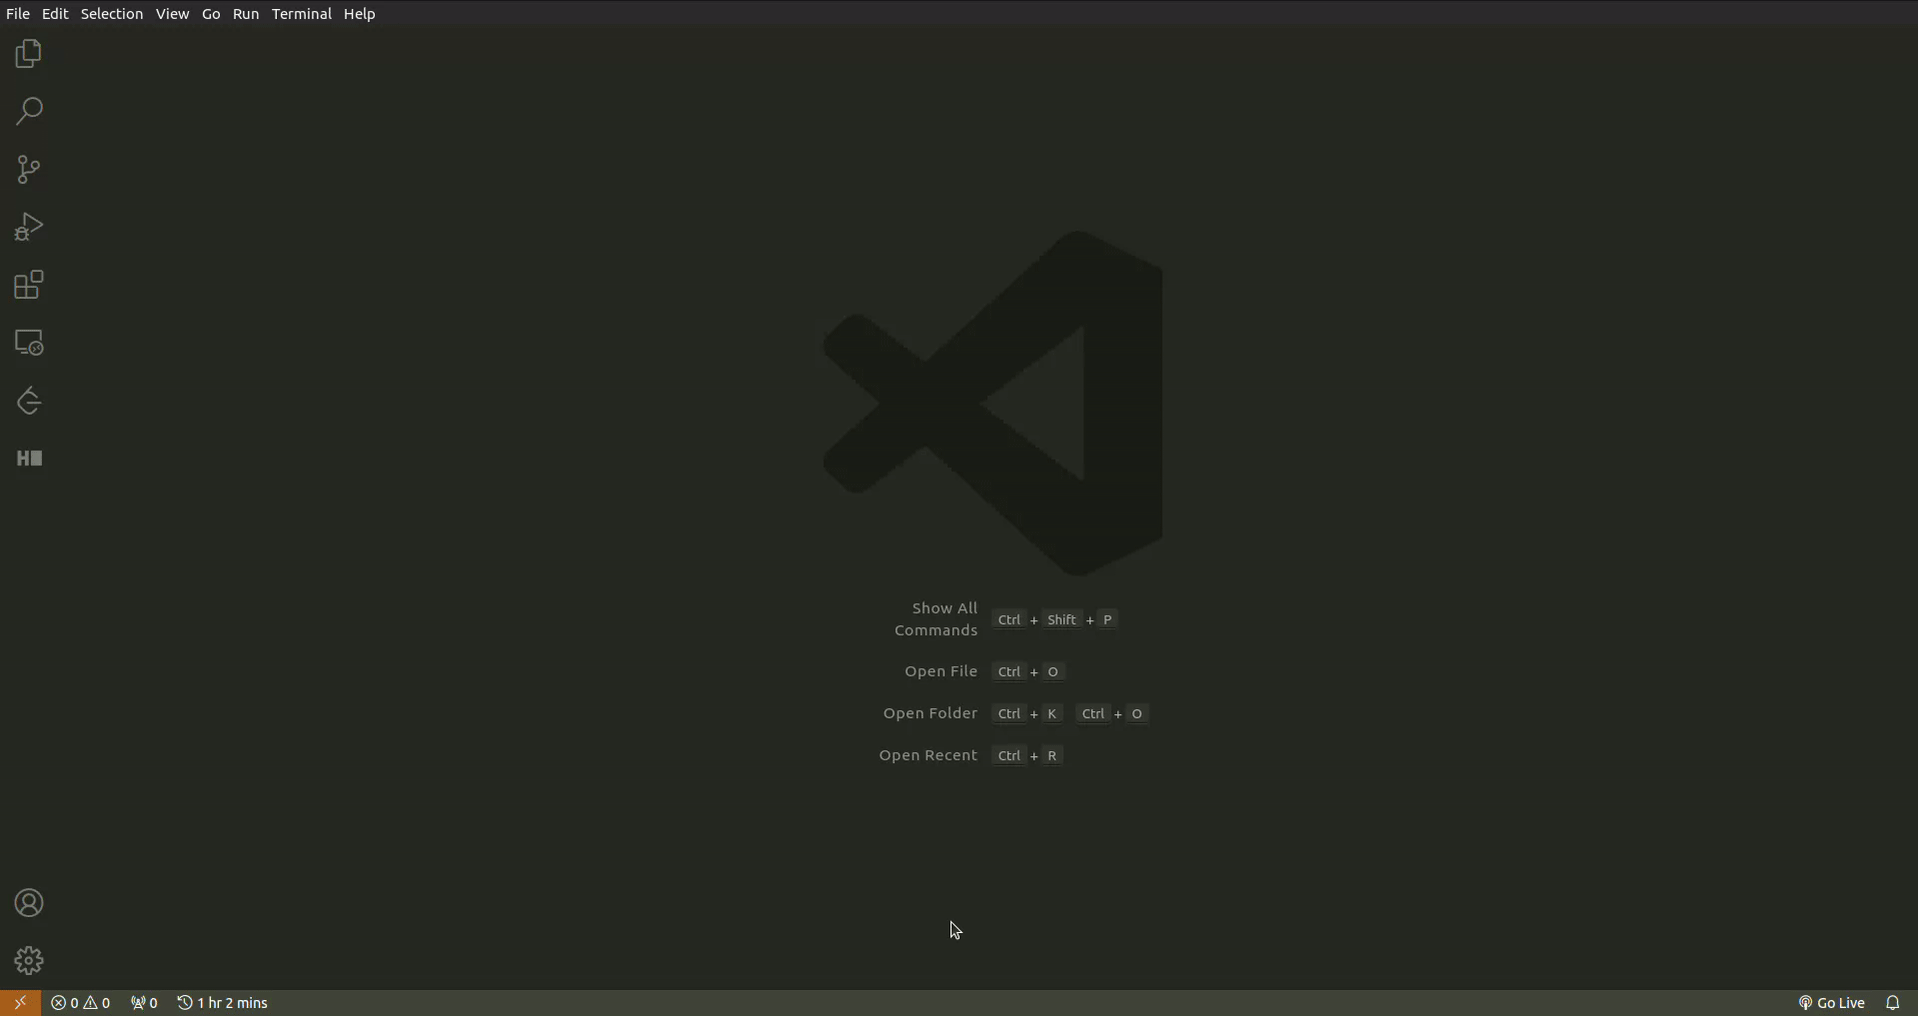 File Edit Selection View Go Run Terminal Help
Show All
Commands Ctrl + Shift + P
Open File Ctrl + O
Open Folder Ctrl + K Ctrl + O
Open Recent Ctrl + R
0 0 0 1 hr 2 mins Go Live